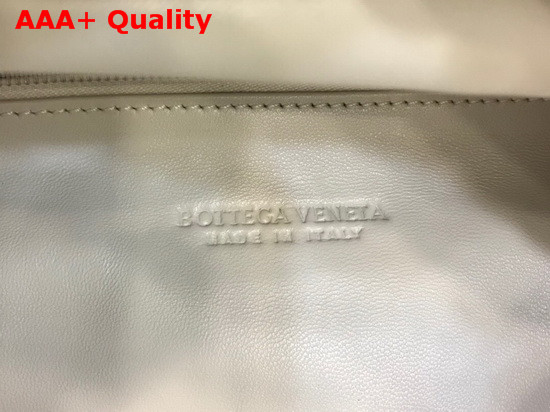 AAA+ Quality
BOTTEGA VENETA
MADE IN ITALY